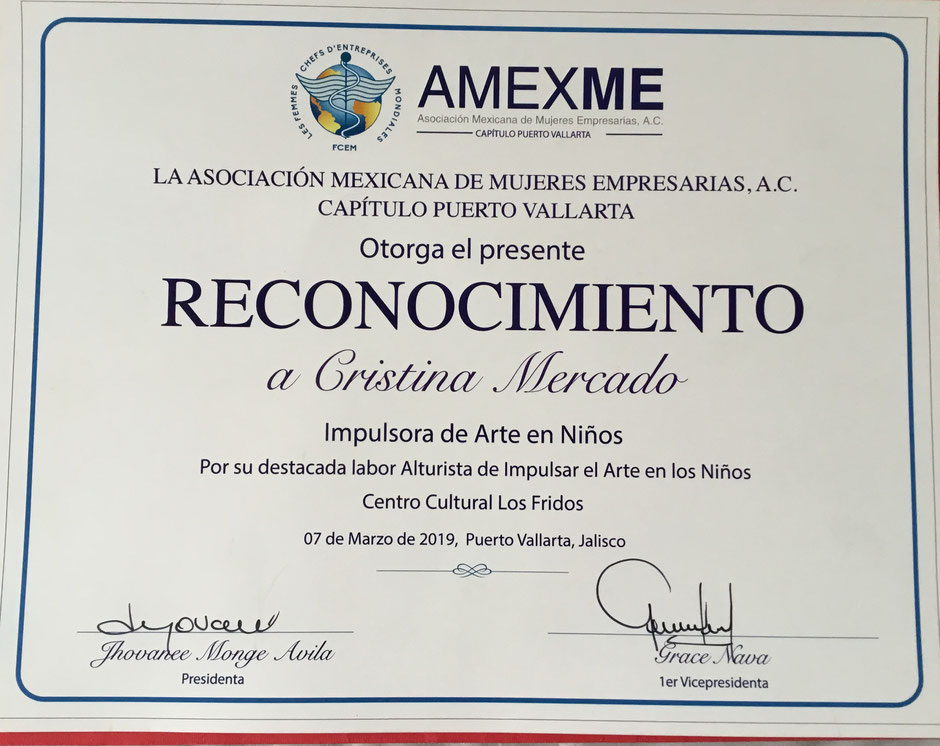 LES FEMMES CHEFS D'ENTREPRISES MONDIALES
FCEM
AMEXME
Asociación Mexicana de Mujeres Empresarias, A.C.
CAPÍTULO PUERTO VALLARTA
LA ASOCIACIÓN MEXICANA DE MUJERES EMPRESARIAS, A.C.
CAPÍTULO PUERTO VALLARTA
Otorga el presente
RECONOCIMIENTO
a Cristina Mercado
Impulsora de Arte en Niños
Por su destacada labor Alturista de Impulsar el Arte en los Niños
Centro Cultural Los Fridos
07 de Marzo de 2019, Puerto Vallarta, Jalisco
Jhovanee Monge Avila
Presidenta
Grace Nava
1er Vicepresidenta